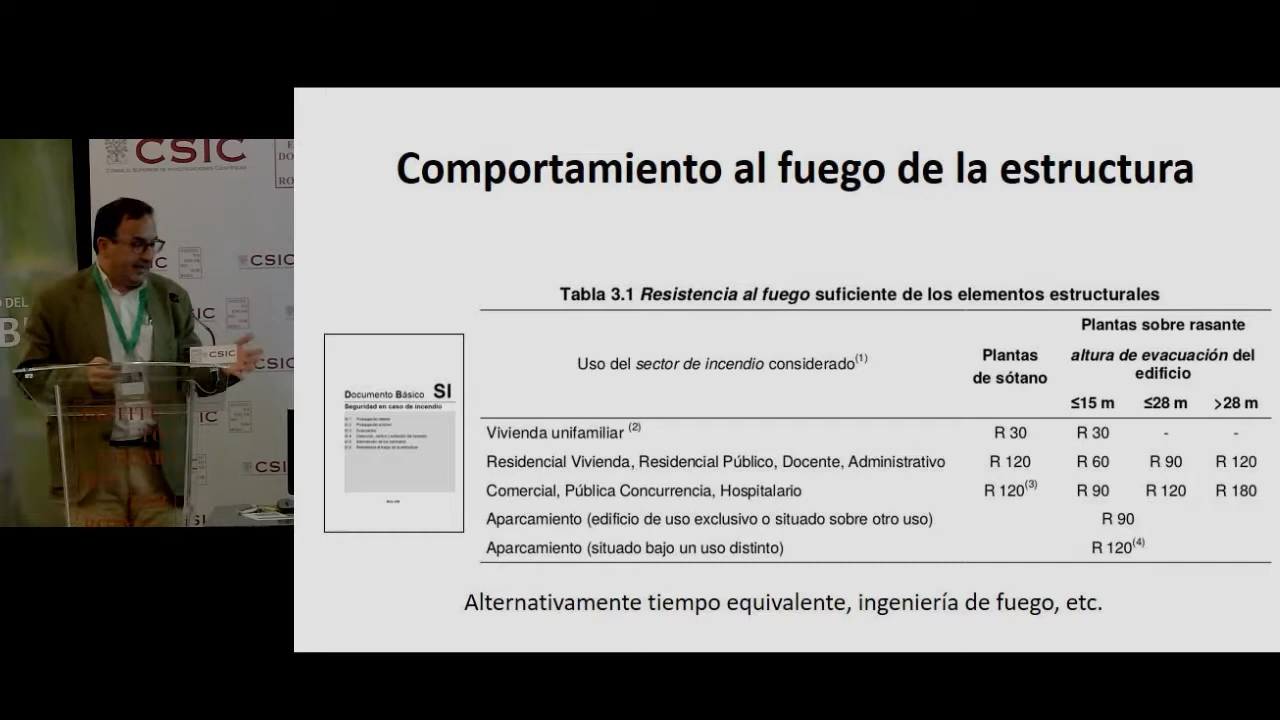 CSIC
Comportamiento al fuego de la estructura
Tabla 3.1 Resistencia al fuego suficiente de los elementos estructurales
Plantas sobre rasante
Uso del sector de incendio considerado(1)
Plantas de sótano
altura de evacuación del edificio
≤15 m ≤28 m >28 m
Vivienda unifamiliar (2) R 30 R 30 - -
Residencial Vivienda, Residencial Público, Docente, Administrativo R 120 R 60 R 90 R 120
Comercial, Pública Concurrencia, Hospitalario R 120(3) R 90 R 120 R 180
Aparcamiento (edificio de uso exclusivo o situado sobre otro uso) R 90
Aparcamiento (situado bajo un uso distinto) R 120(4)
Alternativamente tiempo equivalente, ingeniería de fuego, etc.
Documento Básico SI
Seguridad en caso de incendio
CSIC
CSIC
CSIC
CSIC
CSIC